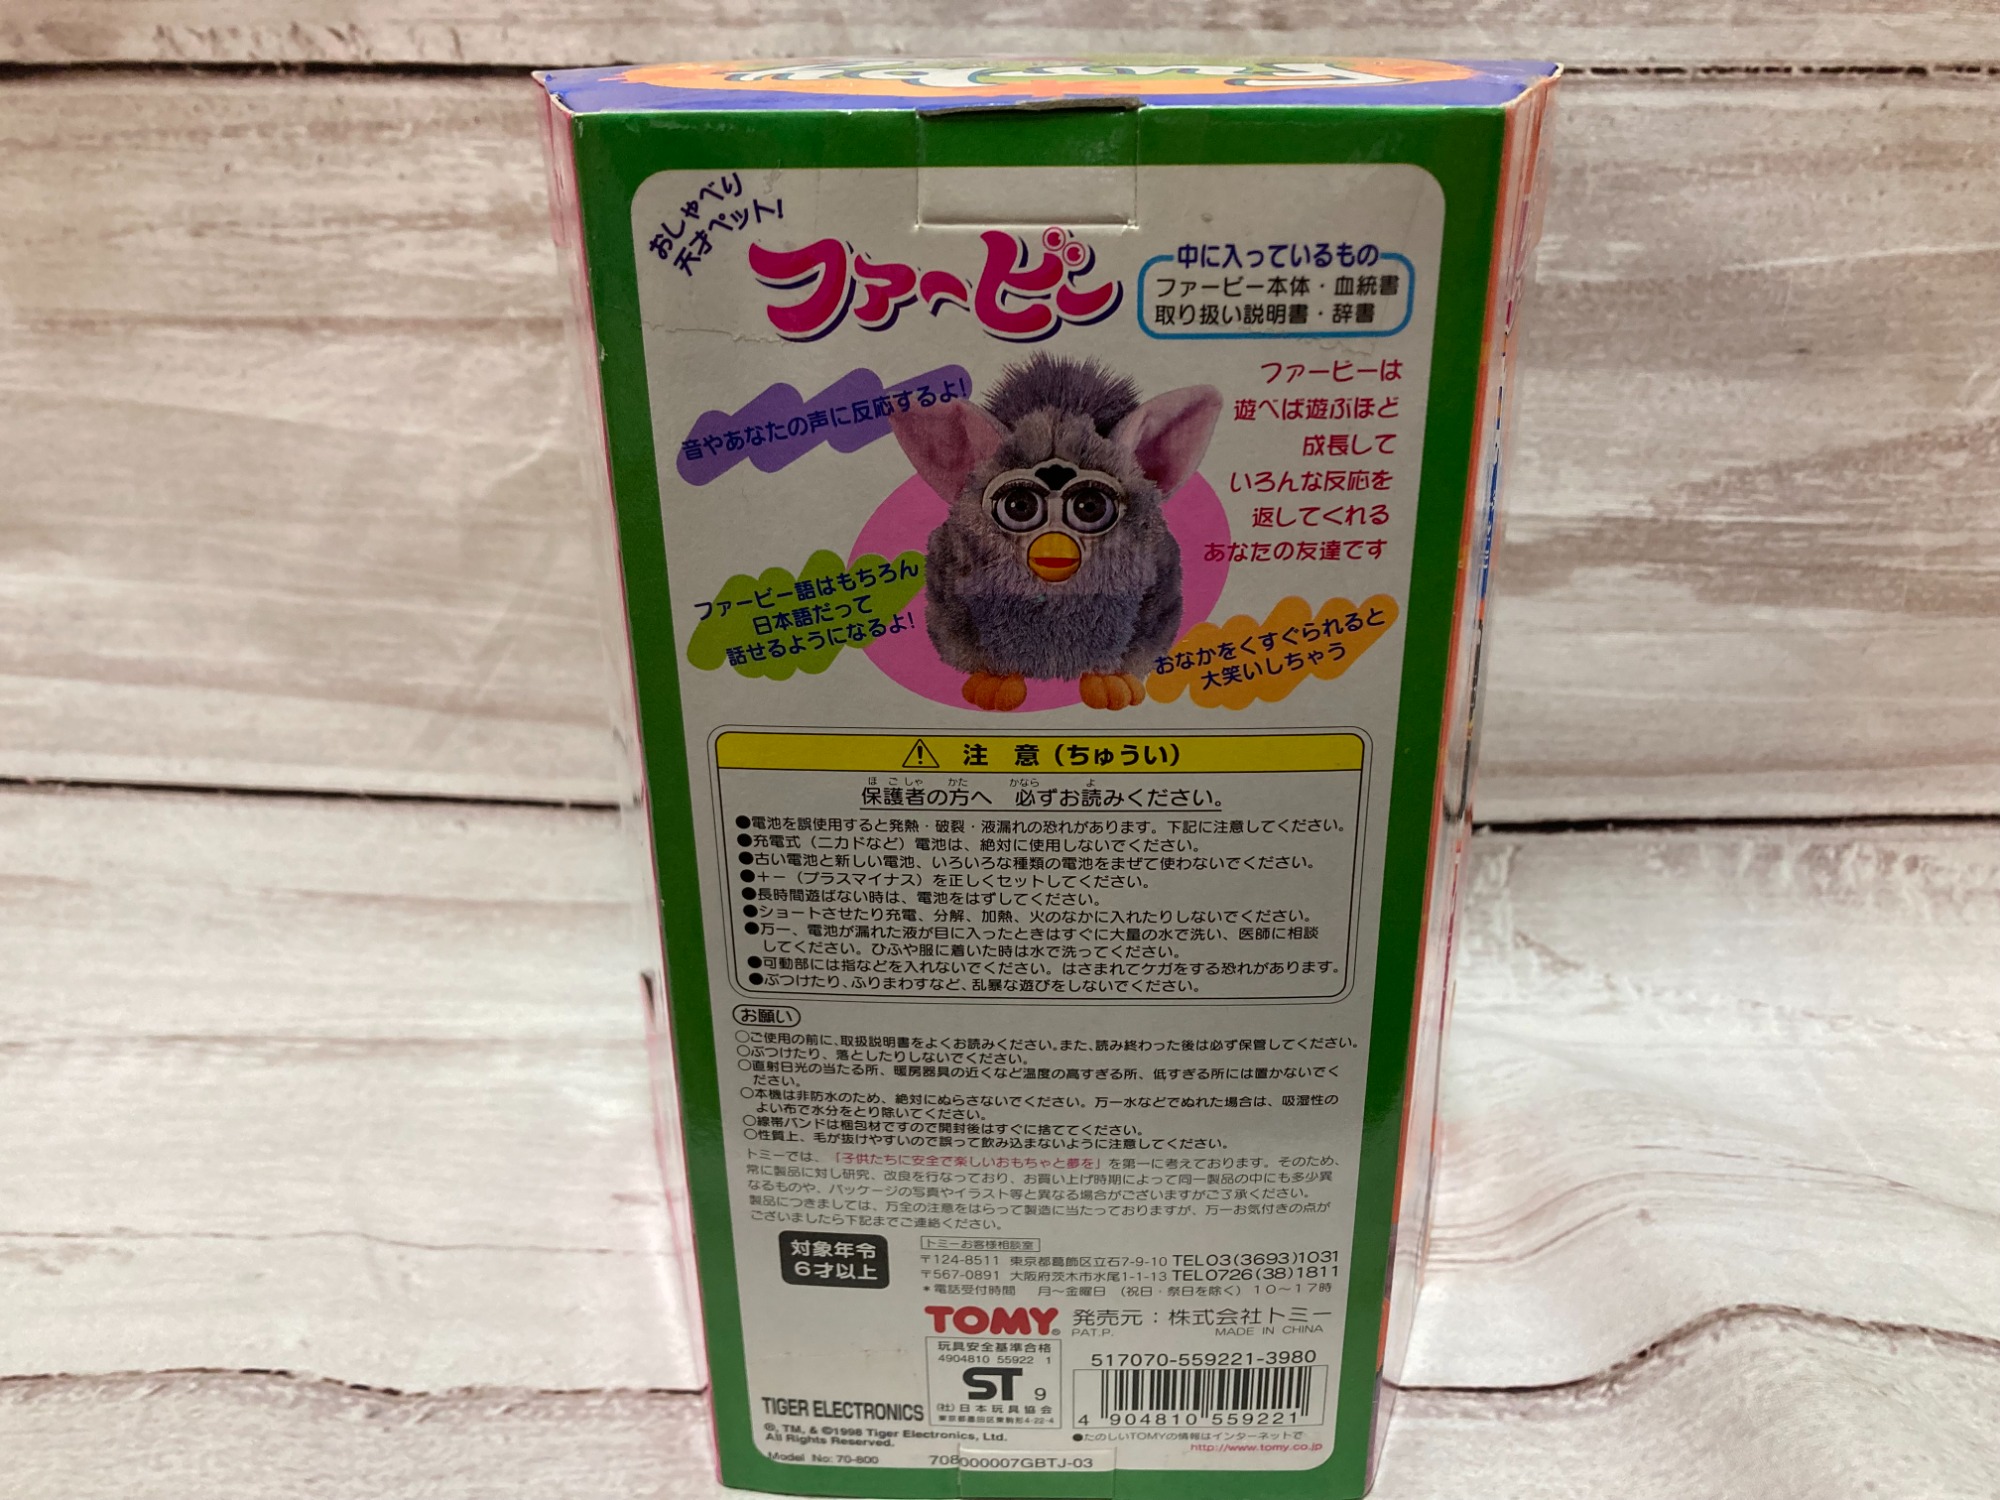 Furby
おしゃべり
天才ペット!
ファービー
中に入っているもの
ファービー本体・血統書
取り扱い説明書・辞書
音やあなたの声に反応するよ!
ファービーは
遊べば遊ぶほど
成長して
いろんな反応を
返してくれる
あなたの友達です
ファービー語はもちろん
日本語だって
話せるようになるよ!
おなかをくすぐられると
大笑いしちゃう
注 意(ちゅうい)
ほごしゃ かた かなら よ
保護者の方へ 必ずお読みください。
●電池を誤使用すると発熱・破裂・液漏れの恐れがあります。下記に注意してください。
●充電式(ニカドなど)電池は、絶対に使用しないでください。
●古い電池と新しい電池、いろいろな種類の電池をまぜて使わないでください。
●+−(プラスマイナス)を正しくセットしてください。
●長時間遊ばない時は、電池をはずしてください。
●ショートさせたり充電、分解、加熱、火のなかに入れたりしないでください。
●万一、電池が漏れた液が目に入ったときはすぐに大量の水で洗い、医師に相談
してください。ひふや服に着いた時は水で洗ってください。
●可動部には指などを入れないでください。はさまれてケガをする恐れがあります。
●ぶつけたり、ふりまわすなど、乱暴な遊びをしないでください。
お願い
○ご使用の前に、取扱説明書をよくお読みください。また、読み終わった後は必ず保管してください。
○ぶつけたり、落としたりしないでください。
○直射日光の当たる所、暖房器具の近くなど温度の高すぎる所、低すぎる所には置かないでく
ださい。
○本機は非防水のため、絶対にぬらさないでください。万一水などでぬれた場合は、吸湿性の
よい布で水分をとり除いてください。
○線帯バンドは梱包材ですので開封後はすぐに捨ててください。
○性質上、毛が抜けやすいので誤って飲み込まないように注意してください。
トミーでは、「子供たちに安全で楽しいおもちゃと夢を」を第一に考えております。そのため、
常に製品に対し研究、改良を行なっており、お買い上げ時期によって同一製品の中にも多少異
なるものや、パッケージの写真やイラスト等と異なる場合がございますがご了承ください。
製品につきましては、万全の注意をはらって製造に当たっておりますが、万一お気付きの点が
ございましたら下記までご連絡ください。
対象年令
6才以上
トミーお客様相談室
〒124-8511 東京都葛飾区立石7-9-10 TEL03(3693)1031
〒567-0891 大阪府茨木市水尾1-1-13 TEL0726(38)1811
*電話受付時間 月〜金曜日 (祝日・祭日を除く) 10〜17時
TOMY® 発売元:株式会社トミー
PAT.P. MADE IN CHINA
玩具安全基準合格
4904810 55922 1
ST 9
(社)日本玩具協会
東京都墨田区東駒形4-22-4
517070-559221-3980
4 904810 559221
●たのしいTOMYの情報はインターネットで
http://www.tomy.co.jp
TIGER ELECTRONICS
®, TM, & ©1998 Tiger Electronics, Ltd.
All Rights Reserved.
Model No: 70-800
708000007GBTJ-03